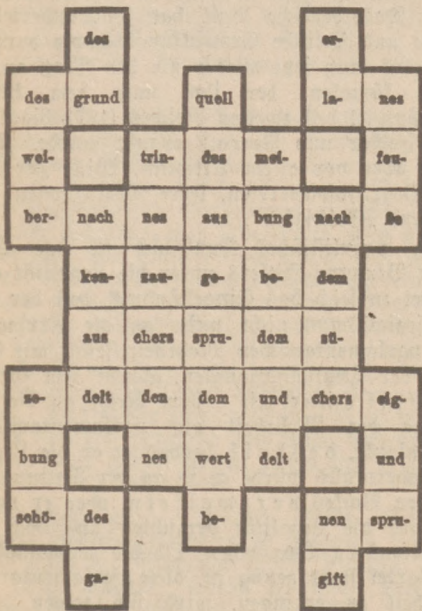 des er-
des grund quell la- nes
wei- trin- des mei- feu-
ber- nach nes aus bung nach ße
ken- zau- ge- be- dem
aus chers spru- dem sü-
ze- delt den dem und chers eig-
bung nes wert delt und
schö- des be- nen spru-
ga- gift